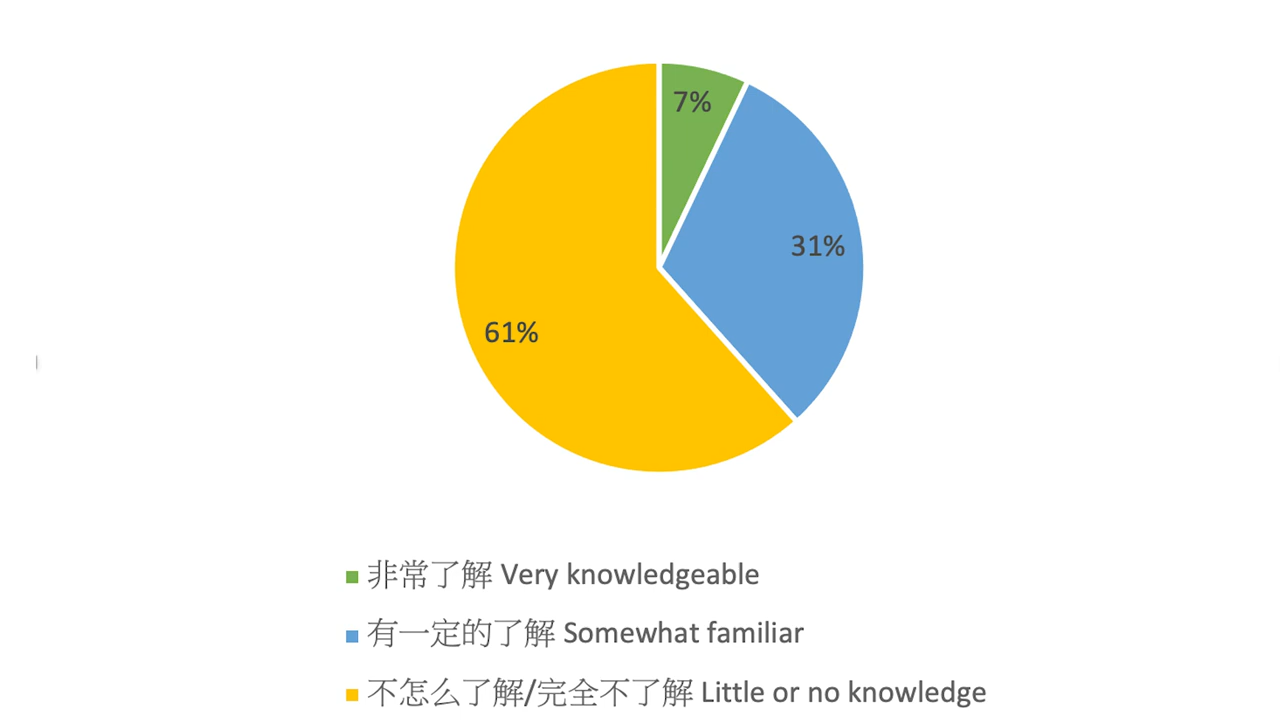 7%
31%
61%
非常了解 Very knowledgeable
有一定的了解 Somewhat familiar
不怎么了解/完全不了解 Little or no knowledge